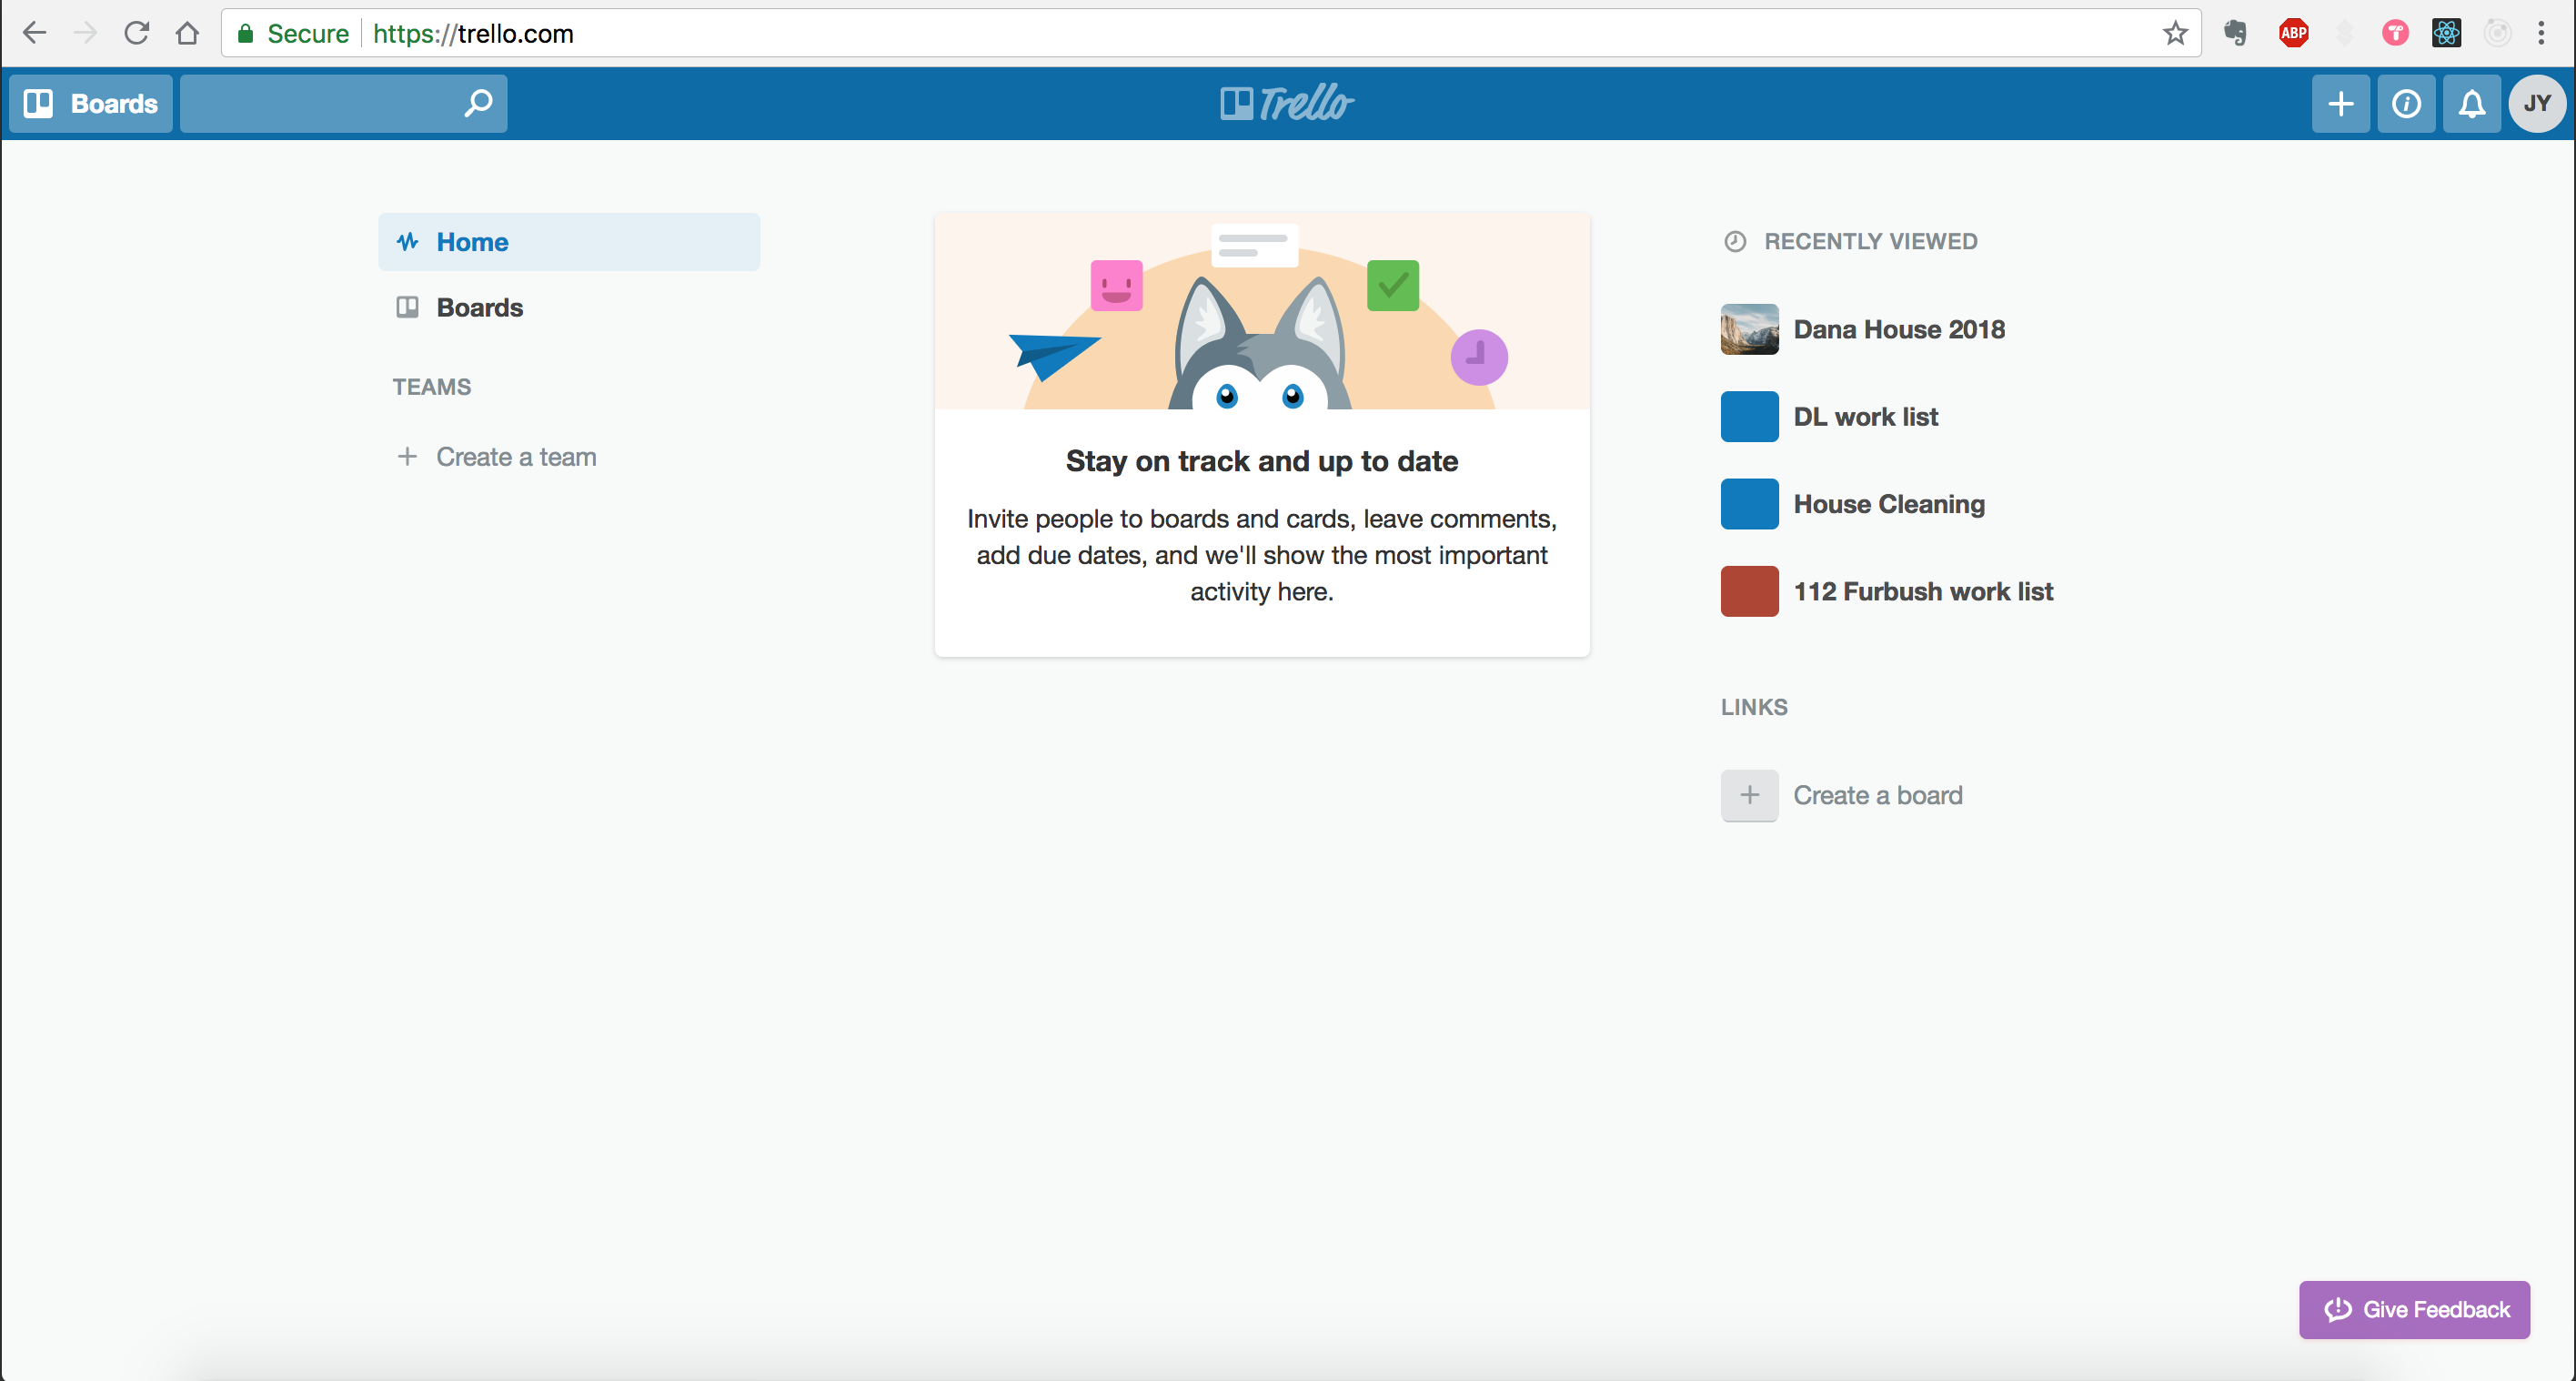 Secure https://trello.com
ABP
Boards
Trello
JY
Home
Boards
TEAMS
Create a team
Stay on track and up to date
Invite people to boards and cards, leave comments,
add due dates, and we'll show the most important
activity here.
RECENTLY VIEWED
Dana House 2018
DL work list
House Cleaning
112 Furbush work list
LINKS
Create a board
Give Feedback